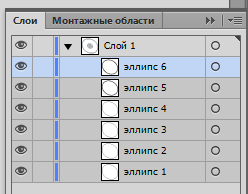 Слои Монтажные области
Слой 1
эллипс 6
эллипс 5
эллипс 4
эллипс 3
эллипс 2
эллипс 1